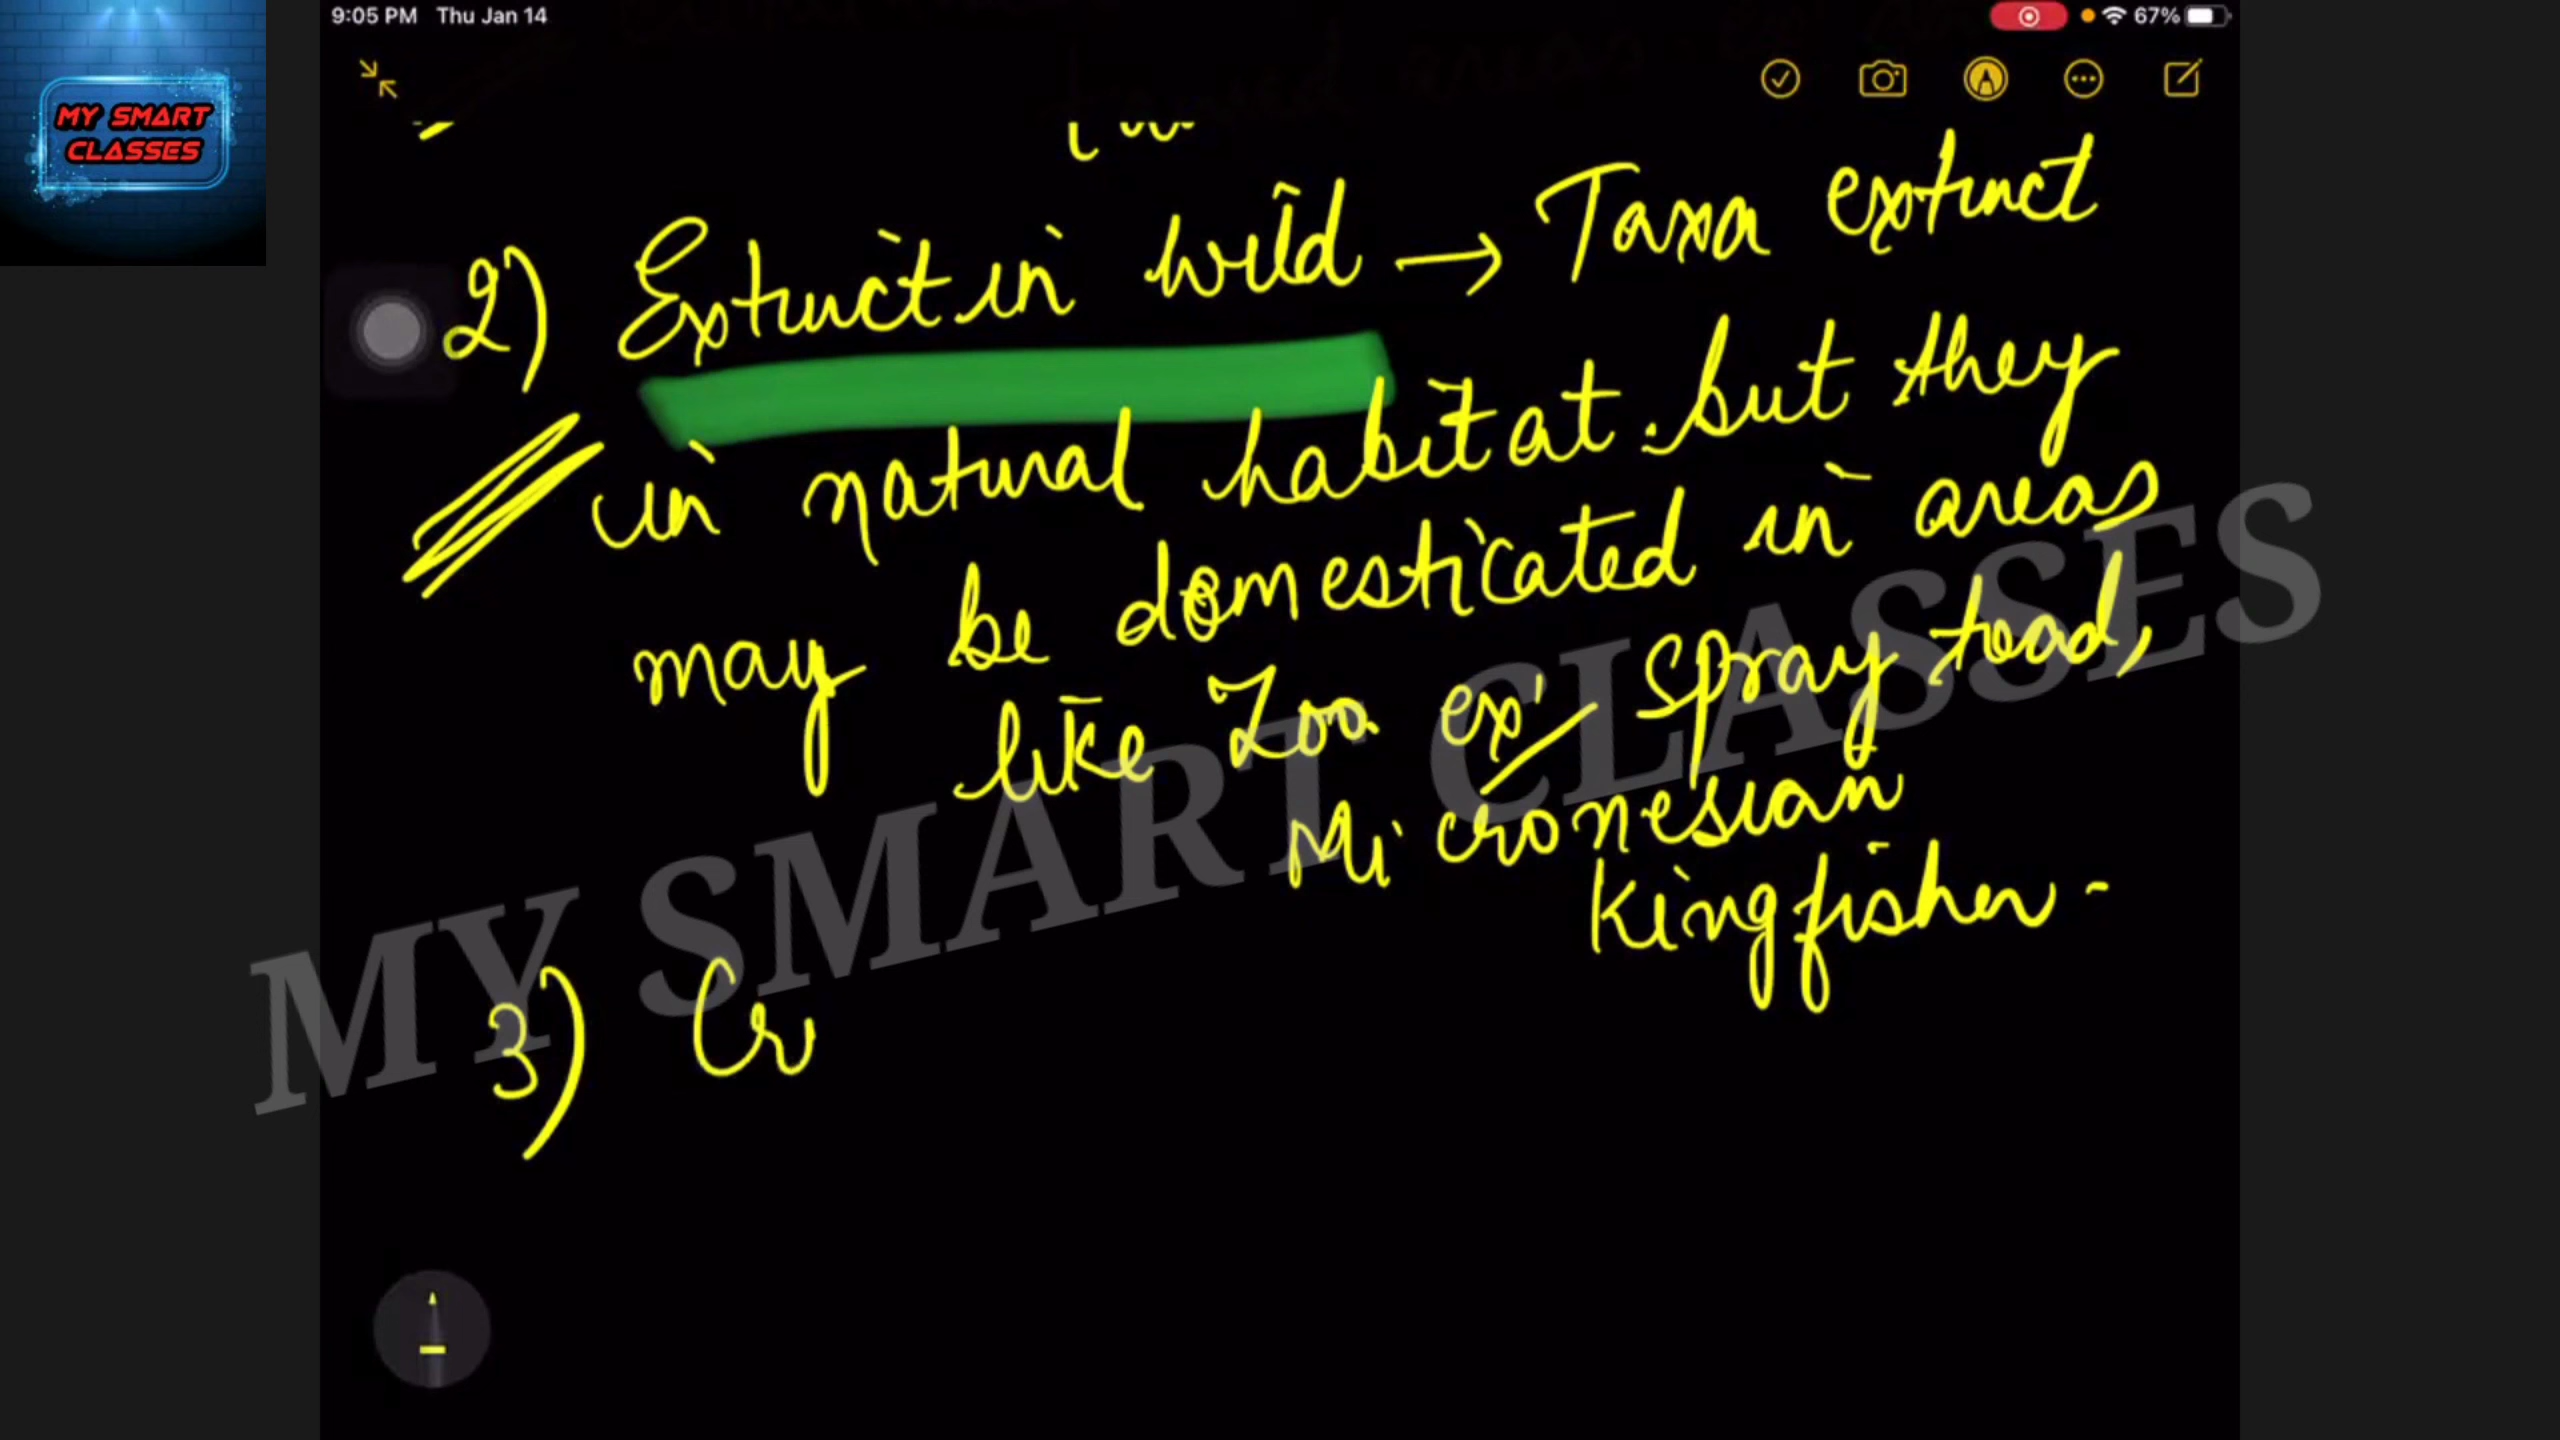 9:05 PM Thu Jan 14
67%
MY SMART
CLASSES
2) Extinct in wild → Taxa extinct
in natural habitat. but they
may be domesticated in areas
like Zoo ex' Spray toad,
Micronesian
Kingfisher -
3) Cr
MY SMART CLASSES